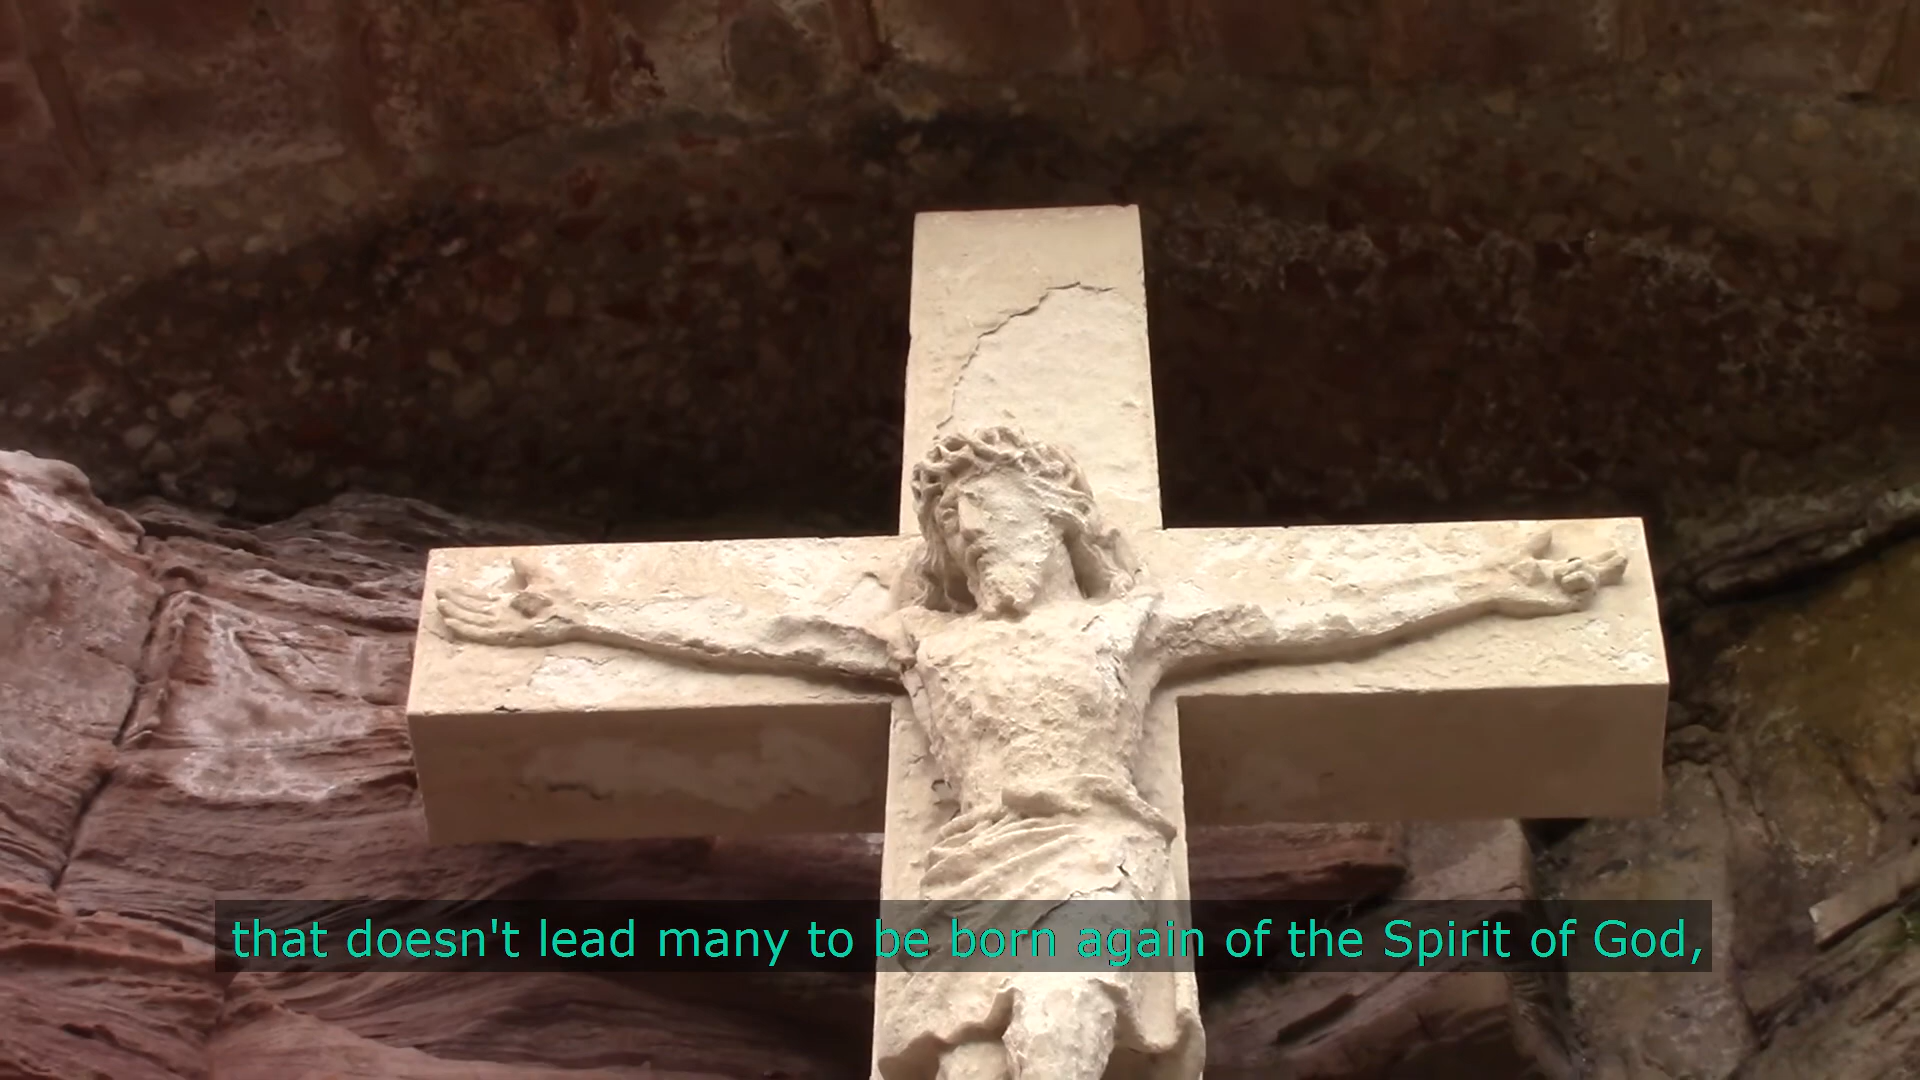 that doesn't lead many to be born again of the Spirit of God,